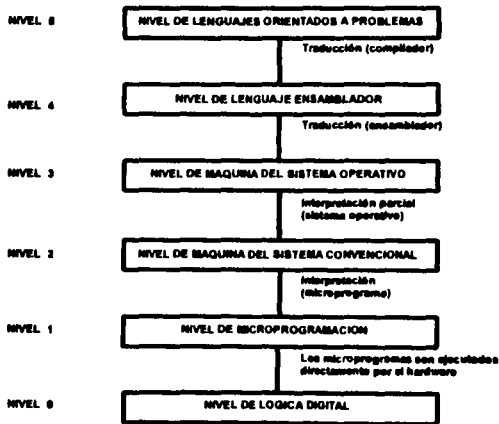 NIVEL 5
NIVEL DE LENGUAJES ORIENTADOS A PROBLEMAS
Traducción (compilador)
NIVEL 4
NIVEL DE LENGUAJE ENSAMBLADOR
Traducción (ensamblador)
NIVEL 3
NIVEL DE MAQUINA DEL SISTEMA OPERATIVO
Interpretación parcial
(sistema operativo)
NIVEL 2
NIVEL DE MAQUINA DEL SISTEMA CONVENCIONAL
Interpretación
(microprograma)
NIVEL 1
NIVEL DE MICROPROGRAMACION
Los microprogramas son ejecutados
directamente por el hardware
NIVEL 0
NIVEL DE LOGICA DIGITAL